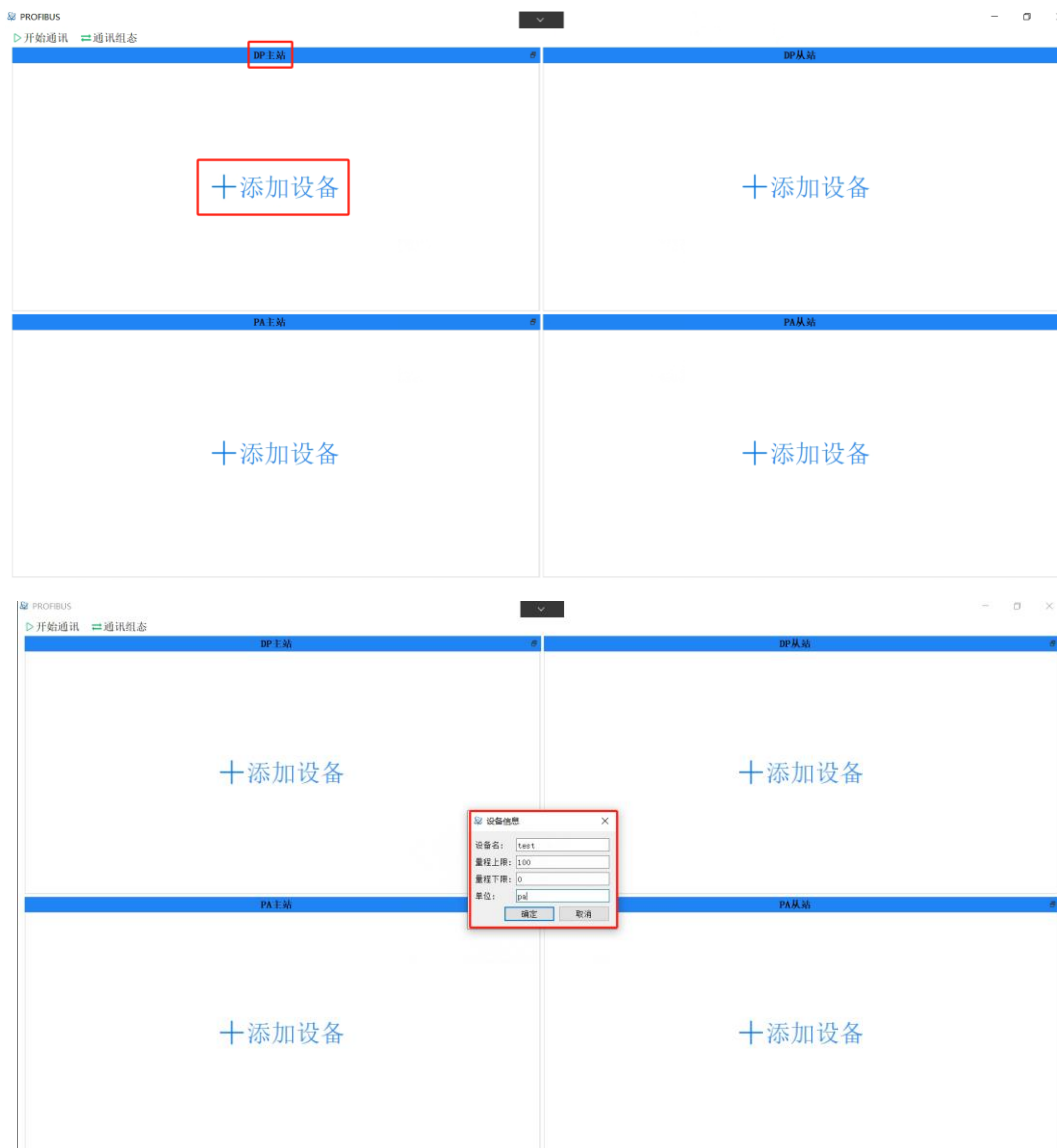 PROFIBUS
开始通讯 通讯组态
DP主站 DP从站
添加设备 添加设备
PA主站 PA从站
添加设备 添加设备
PROFIBUS
开始通讯 通讯组态
DP主站 DP从站
添加设备 添加设备
设备信息
设备名: test
量程上限: 100
量程下限: 0
单位: pa
确定 取消
PA主站 PA从站
添加设备 添加设备